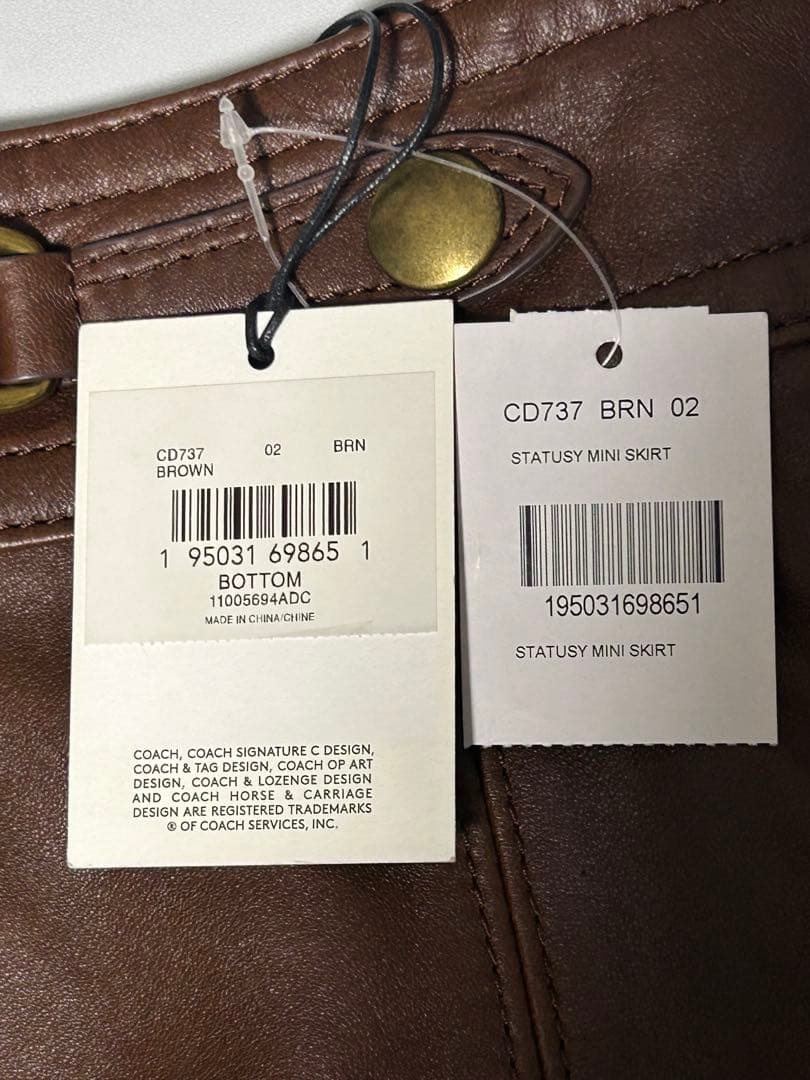 CD737 02 BRN
BROWN
1 95031 69865 1
BOTTOM
11005694ADC
MADE IN CHINA/CHINE
COACH, COACH SIGNATURE C DESIGN,
COACH & TAG DESIGN, COACH OP ART
DESIGN, COACH & LOZENGE DESIGN
AND COACH HORSE & CARRIAGE
DESIGN ARE REGISTERED TRADEMARKS
® OF COACH SERVICES, INC.
CD737 BRN 02
STATUSY MINI SKIRT
195031698651
STATUSY MINI SKIRT